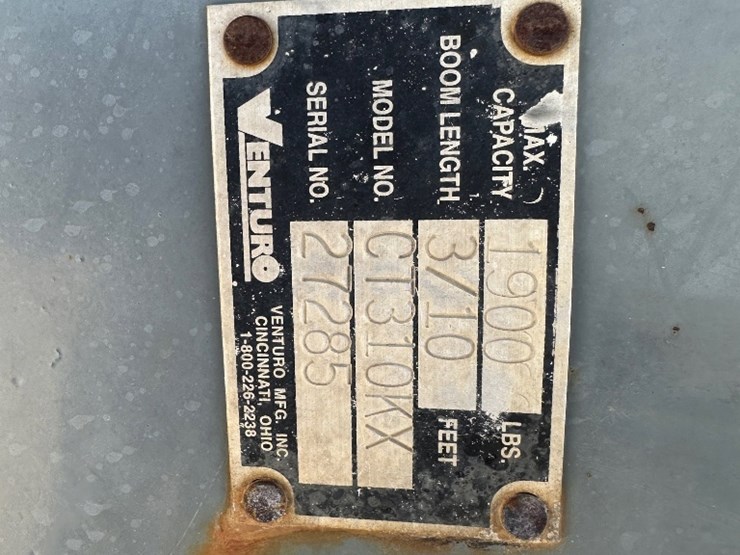 MAX.
CAPACITY 1900 LBS.
BOOM LENGTH 3/10 FEET
MODEL NO. CT310KX
SERIAL NO. 27285
VENTURO
VENTURO MFG. INC.
CINCINNATI, OHIO
1-800-226-2238